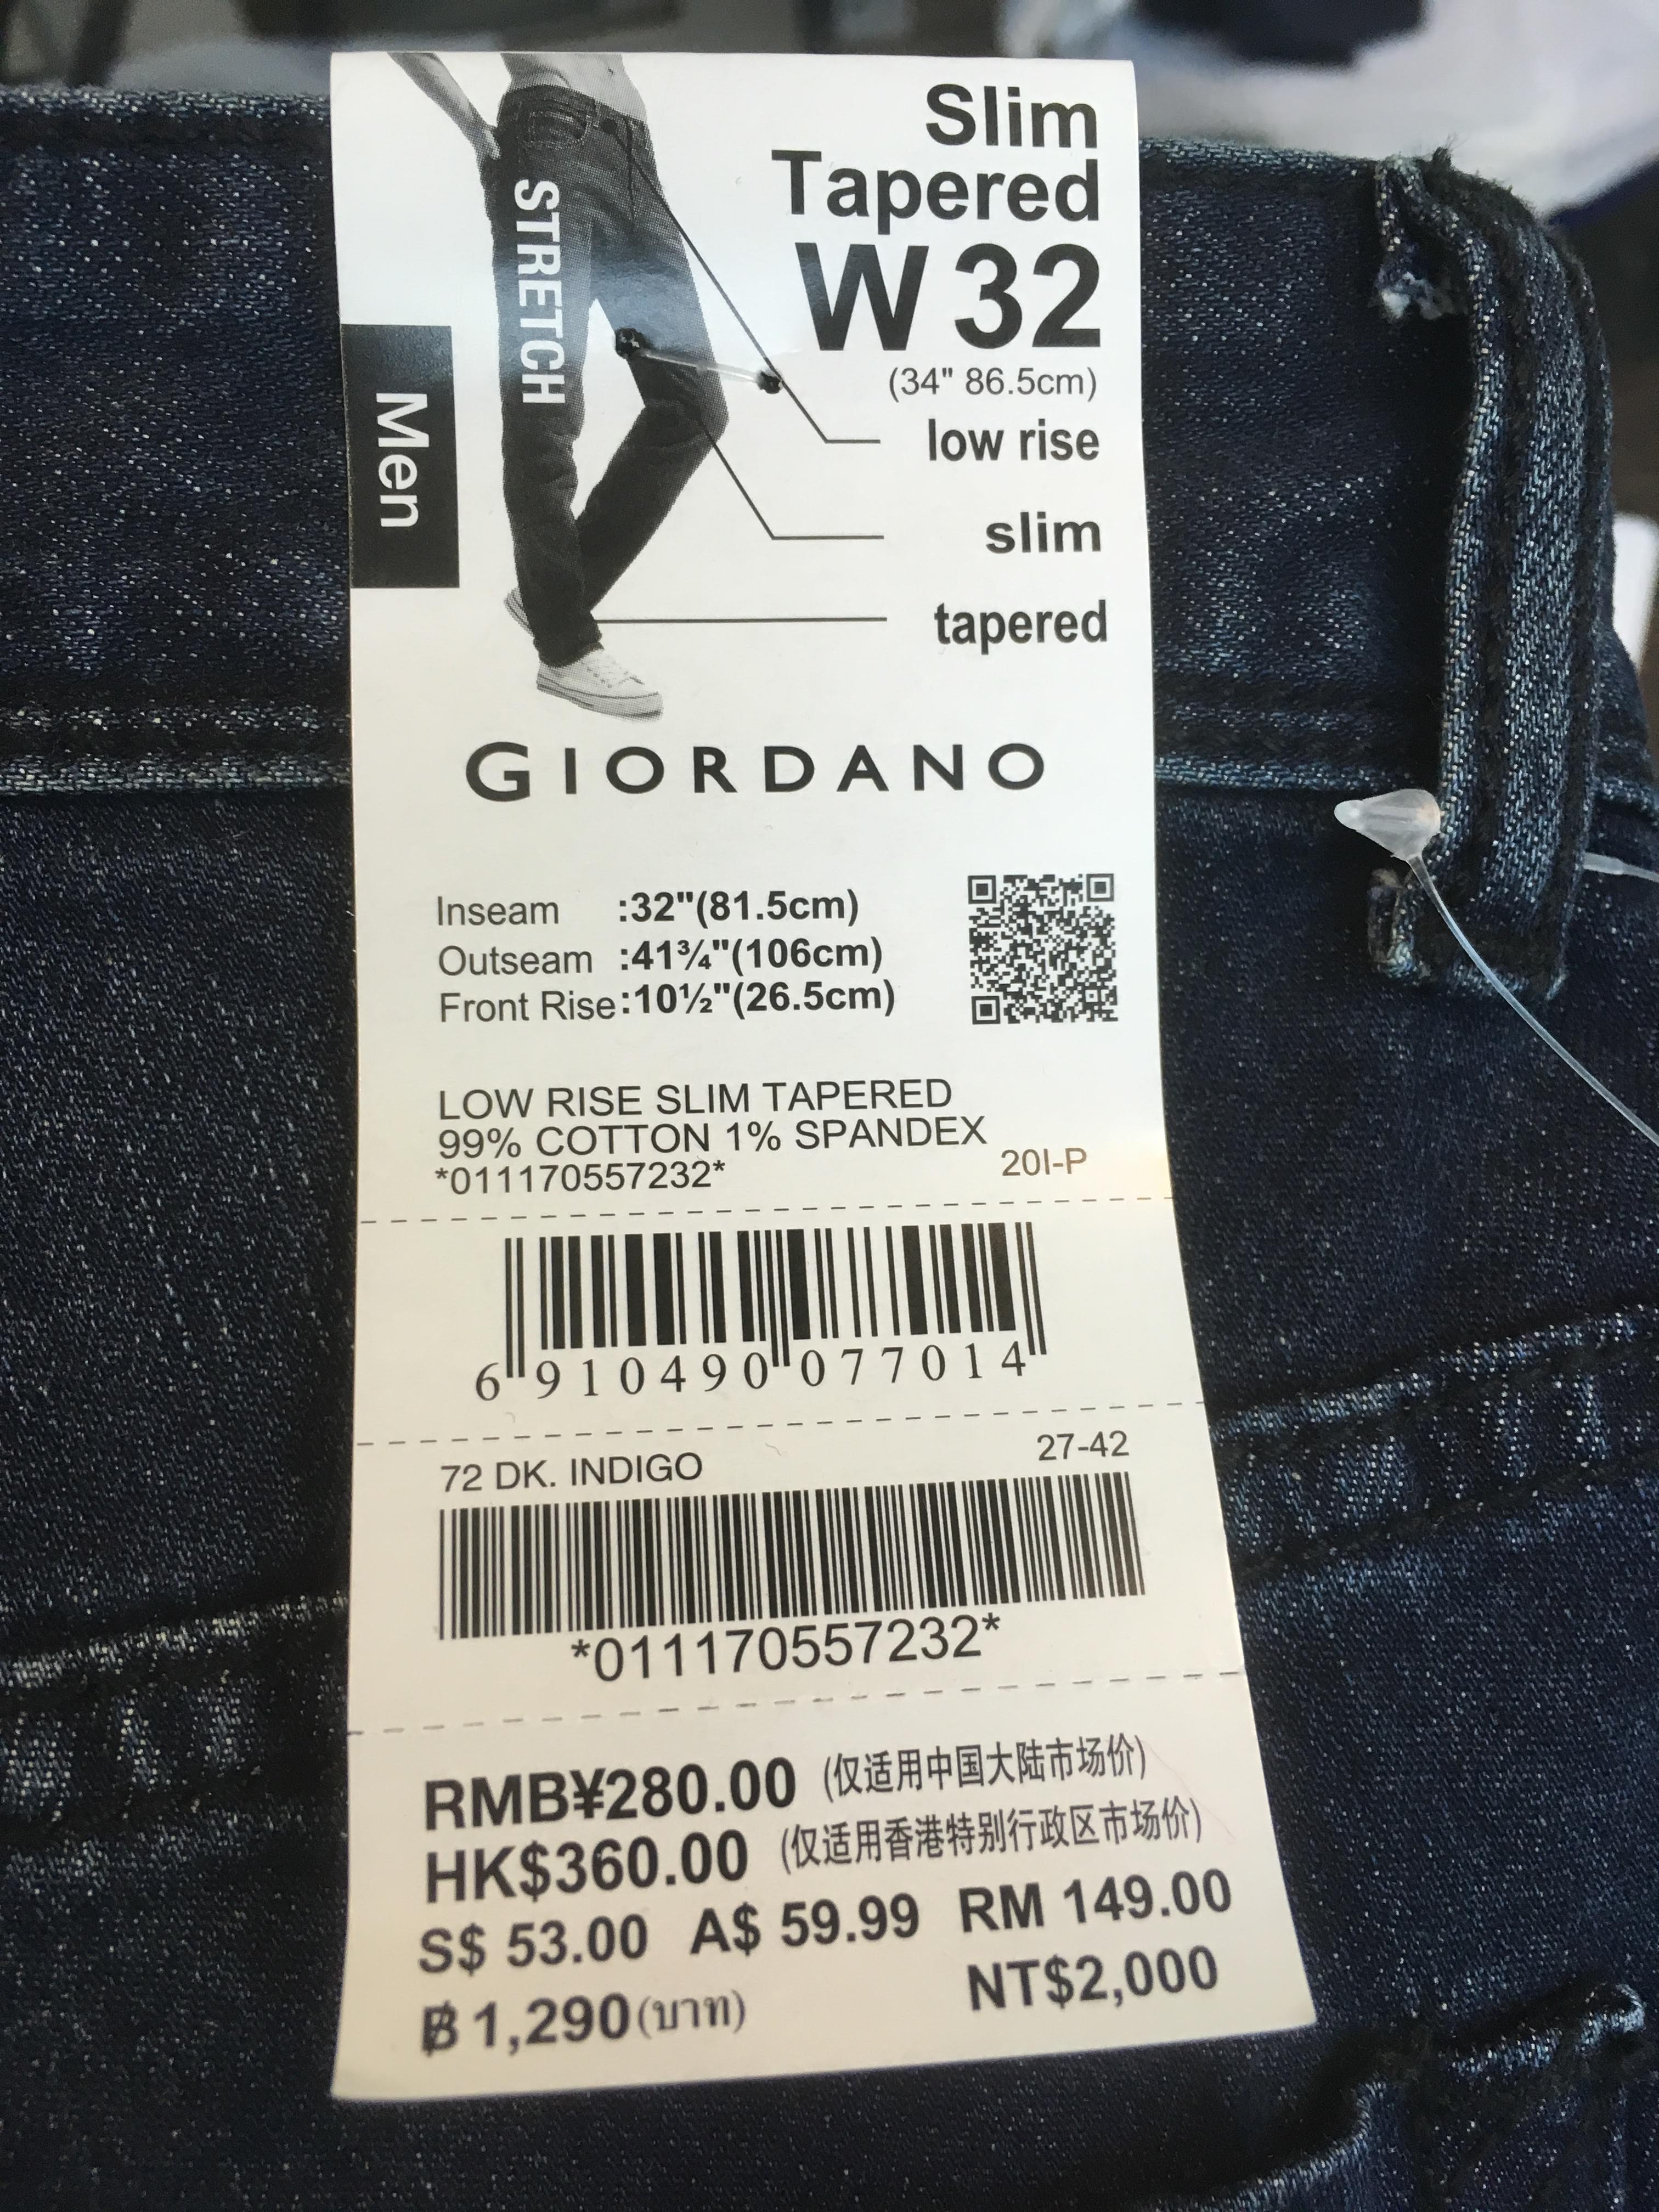 Slim
Tapered
W 32
(34" 86.5cm)
STRETCH
Men
low rise
slim
tapered
GIORDANO
Inseam :32"(81.5cm)
Outseam :41¾"(106cm)
Front Rise:10½"(26.5cm)
LOW RISE SLIM TAPERED
99% COTTON 1% SPANDEX
*011170557232* 20I-P
6 910490 077014
72 DK. INDIGO 27-42
*011170557232*
RMB¥280.00 (仅适用中国大陆市场价)
HK$360.00 (仅适用香港特别行政区市场价)
S$ 53.00 A$ 59.99 RM 149.00
฿ 1,290(บาท) NT$2,000